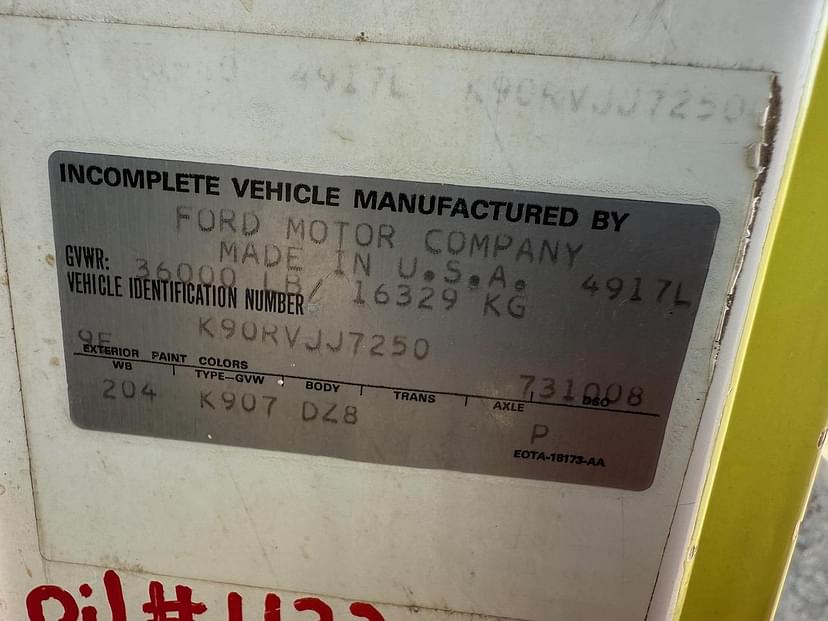 4917L K90RVJJ7250
INCOMPLETE VEHICLE MANUFACTURED BY
FORD MOTOR COMPANY
MADE IN U.S.A.
GVWR: 36000 LB/ 16329 KG 4917L
VEHICLE IDENTIFICATION NUMBER
K90RVJJ7250
9E 731008
EXTERIOR PAINT COLORS DSO
WB TYPE-GVW BODY TRANS AXLE
204 K907 DZ8 P
EOTA-18173-AA